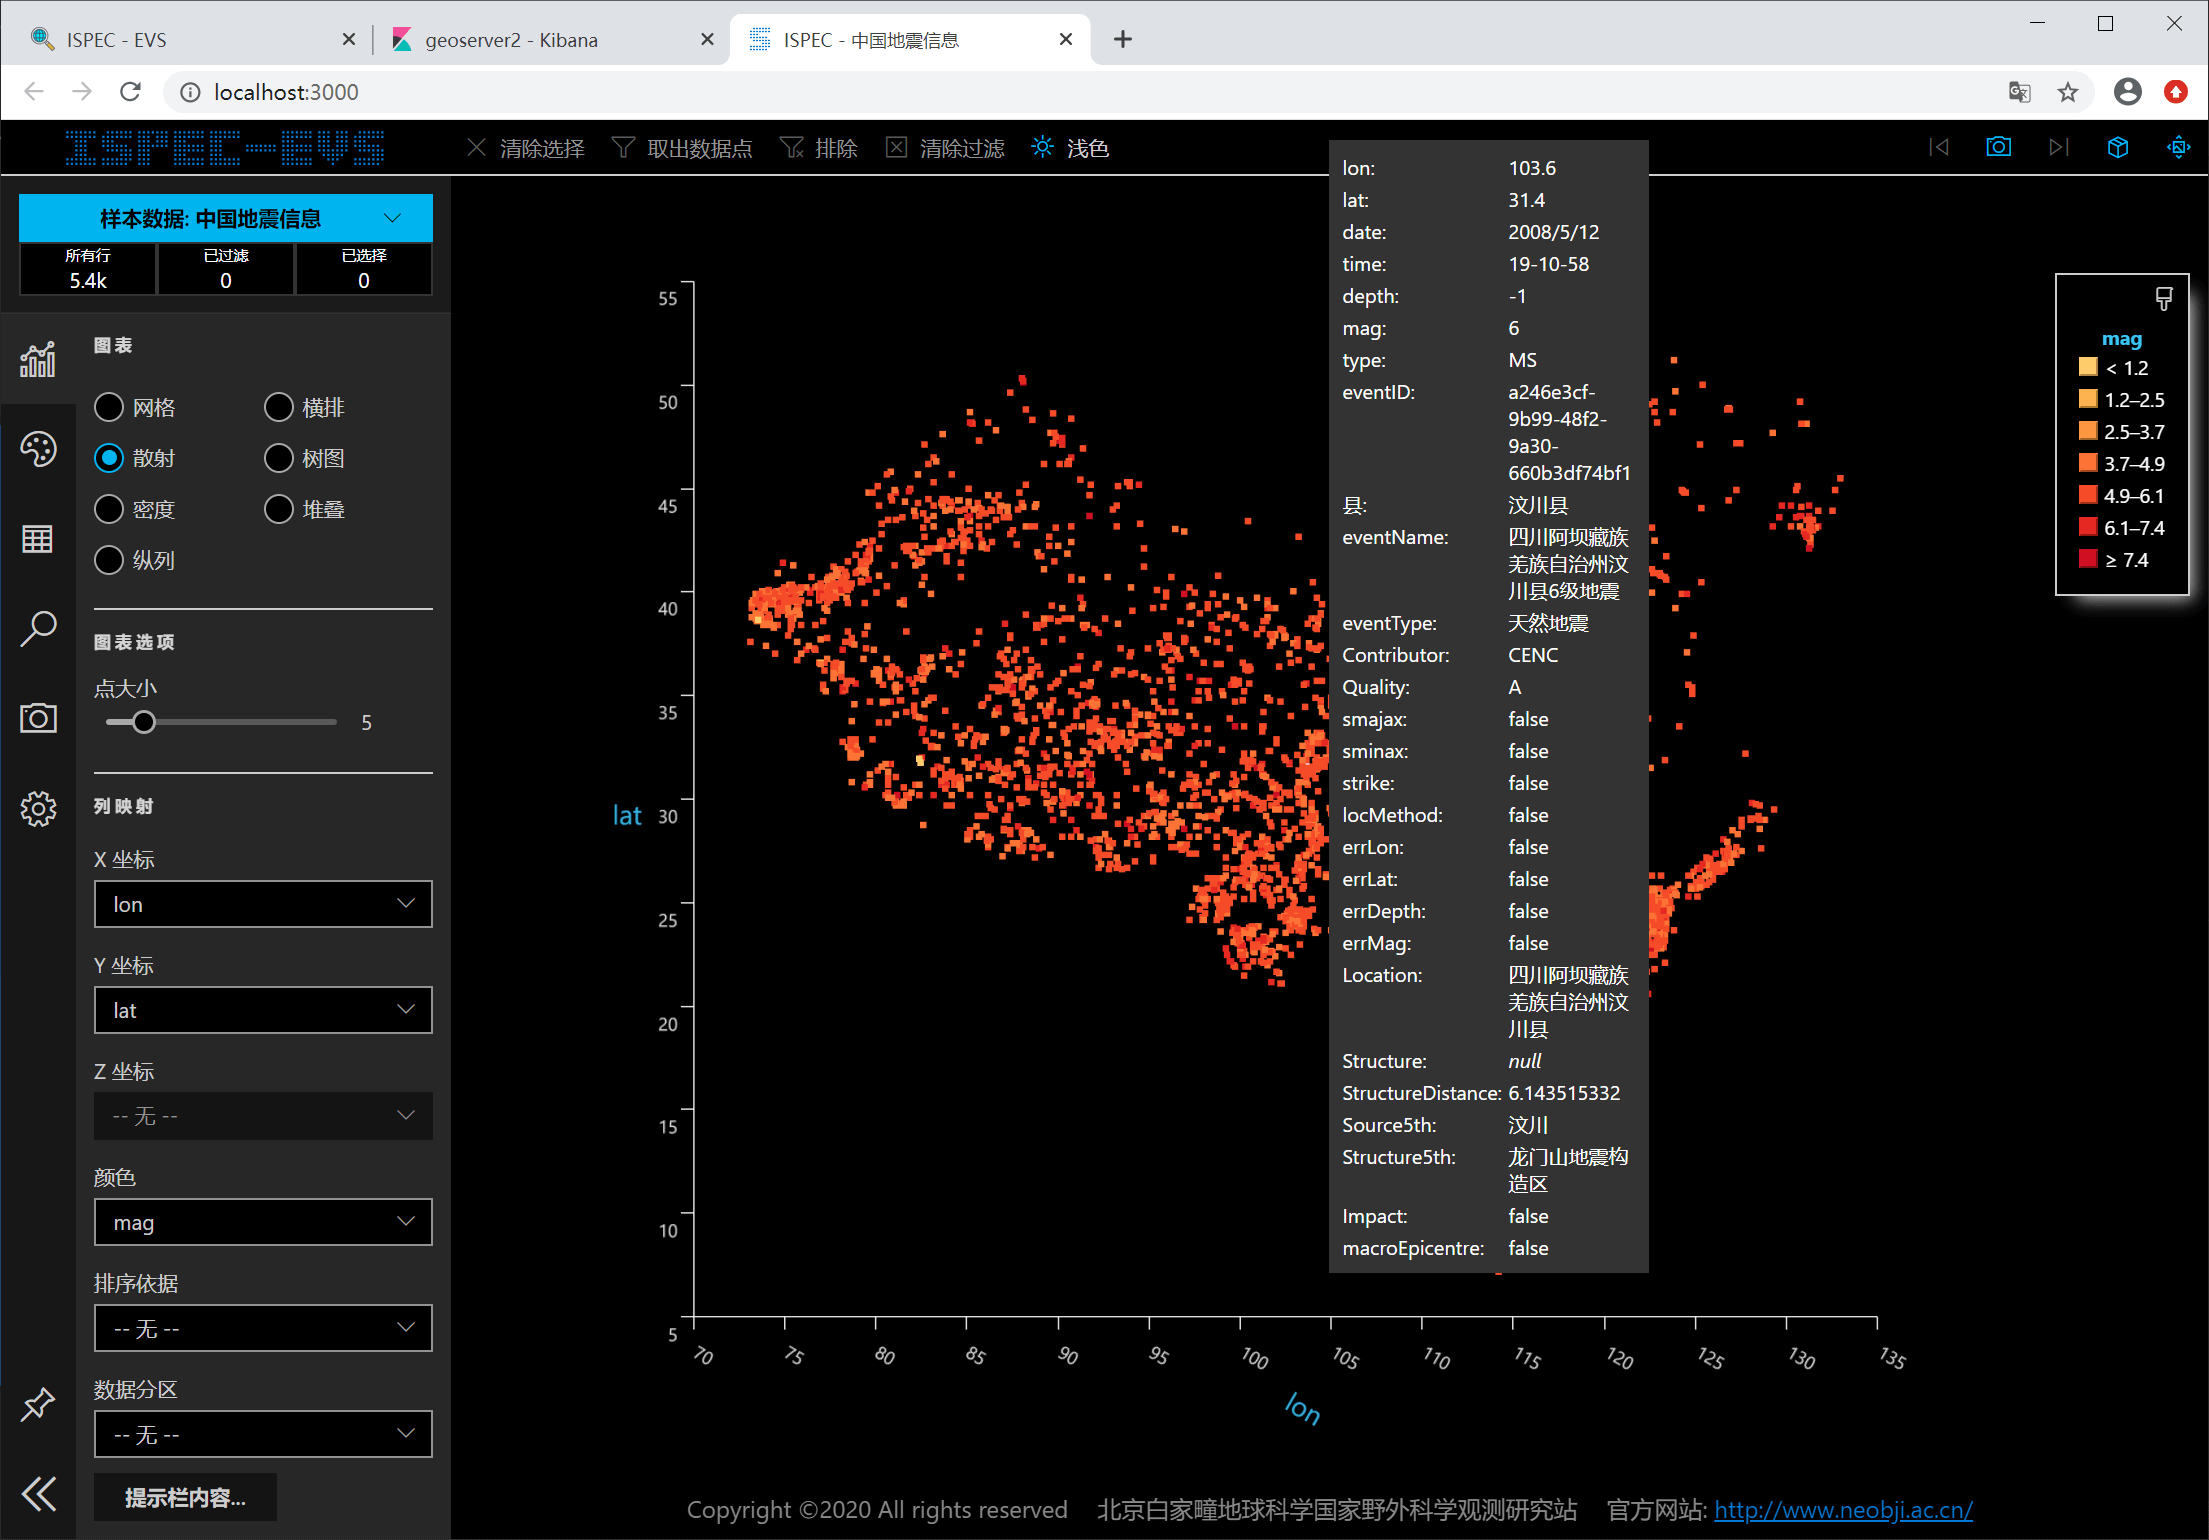 ISPEC - EVS
geoserver2 - Kibana
ISPEC - 中国地震信息
localhost:3000
ISPEC-EVS
清除选择
取出数据点
排除
清除过滤
浅色
样本数据: 中国地震信息
所有行
已过滤
已选择
5.4k
0
0
图表
网格
横排
散射
树图
密度
堆叠
纵列
图表选项
点大小
5
列映射
X 坐标
lon
Y 坐标
lat
Z 坐标
-- 无 --
颜色
mag
排序依据
-- 无 --
数据分区
-- 无 --
提示栏内容...
lat
55
50
45
40
35
30
25
20
15
10
5
70
75
80
85
90
95
100
105
110
115
120
125
130
135
lon
lon: 103.6
lat: 31.4
date: 2008/5/12
time: 19-10-58
depth: -1
mag: 6
type: MS
eventID: a246e3cf-
9b99-48f2-
9a30-
660b3df74bf1
县: 汶川县
eventName: 四川阿坝藏族
羌族自治州汶
川县6级地震
eventType: 天然地震
Contributor: CENC
Quality: A
smajax: false
sminax: false
strike: false
locMethod: false
errLon: false
errLat: false
errDepth: false
errMag: false
Location: 四川阿坝藏族
羌族自治州汶
川县
Structure: null
StructureDistance: 6.143515332
Source5th: 汶川
Structure5th: 龙门山地震构
造区
Impact: false
macroEpicentre: false
mag
< 1.2
1.2–2.5
2.5–3.7
3.7–4.9
4.9–6.1
6.1–7.4
≥ 7.4
Copyright ©2020 All rights reserved 北京白家疃地球科学国家野外科学观测研究站 官方网站: http://www.neobji.ac.cn/